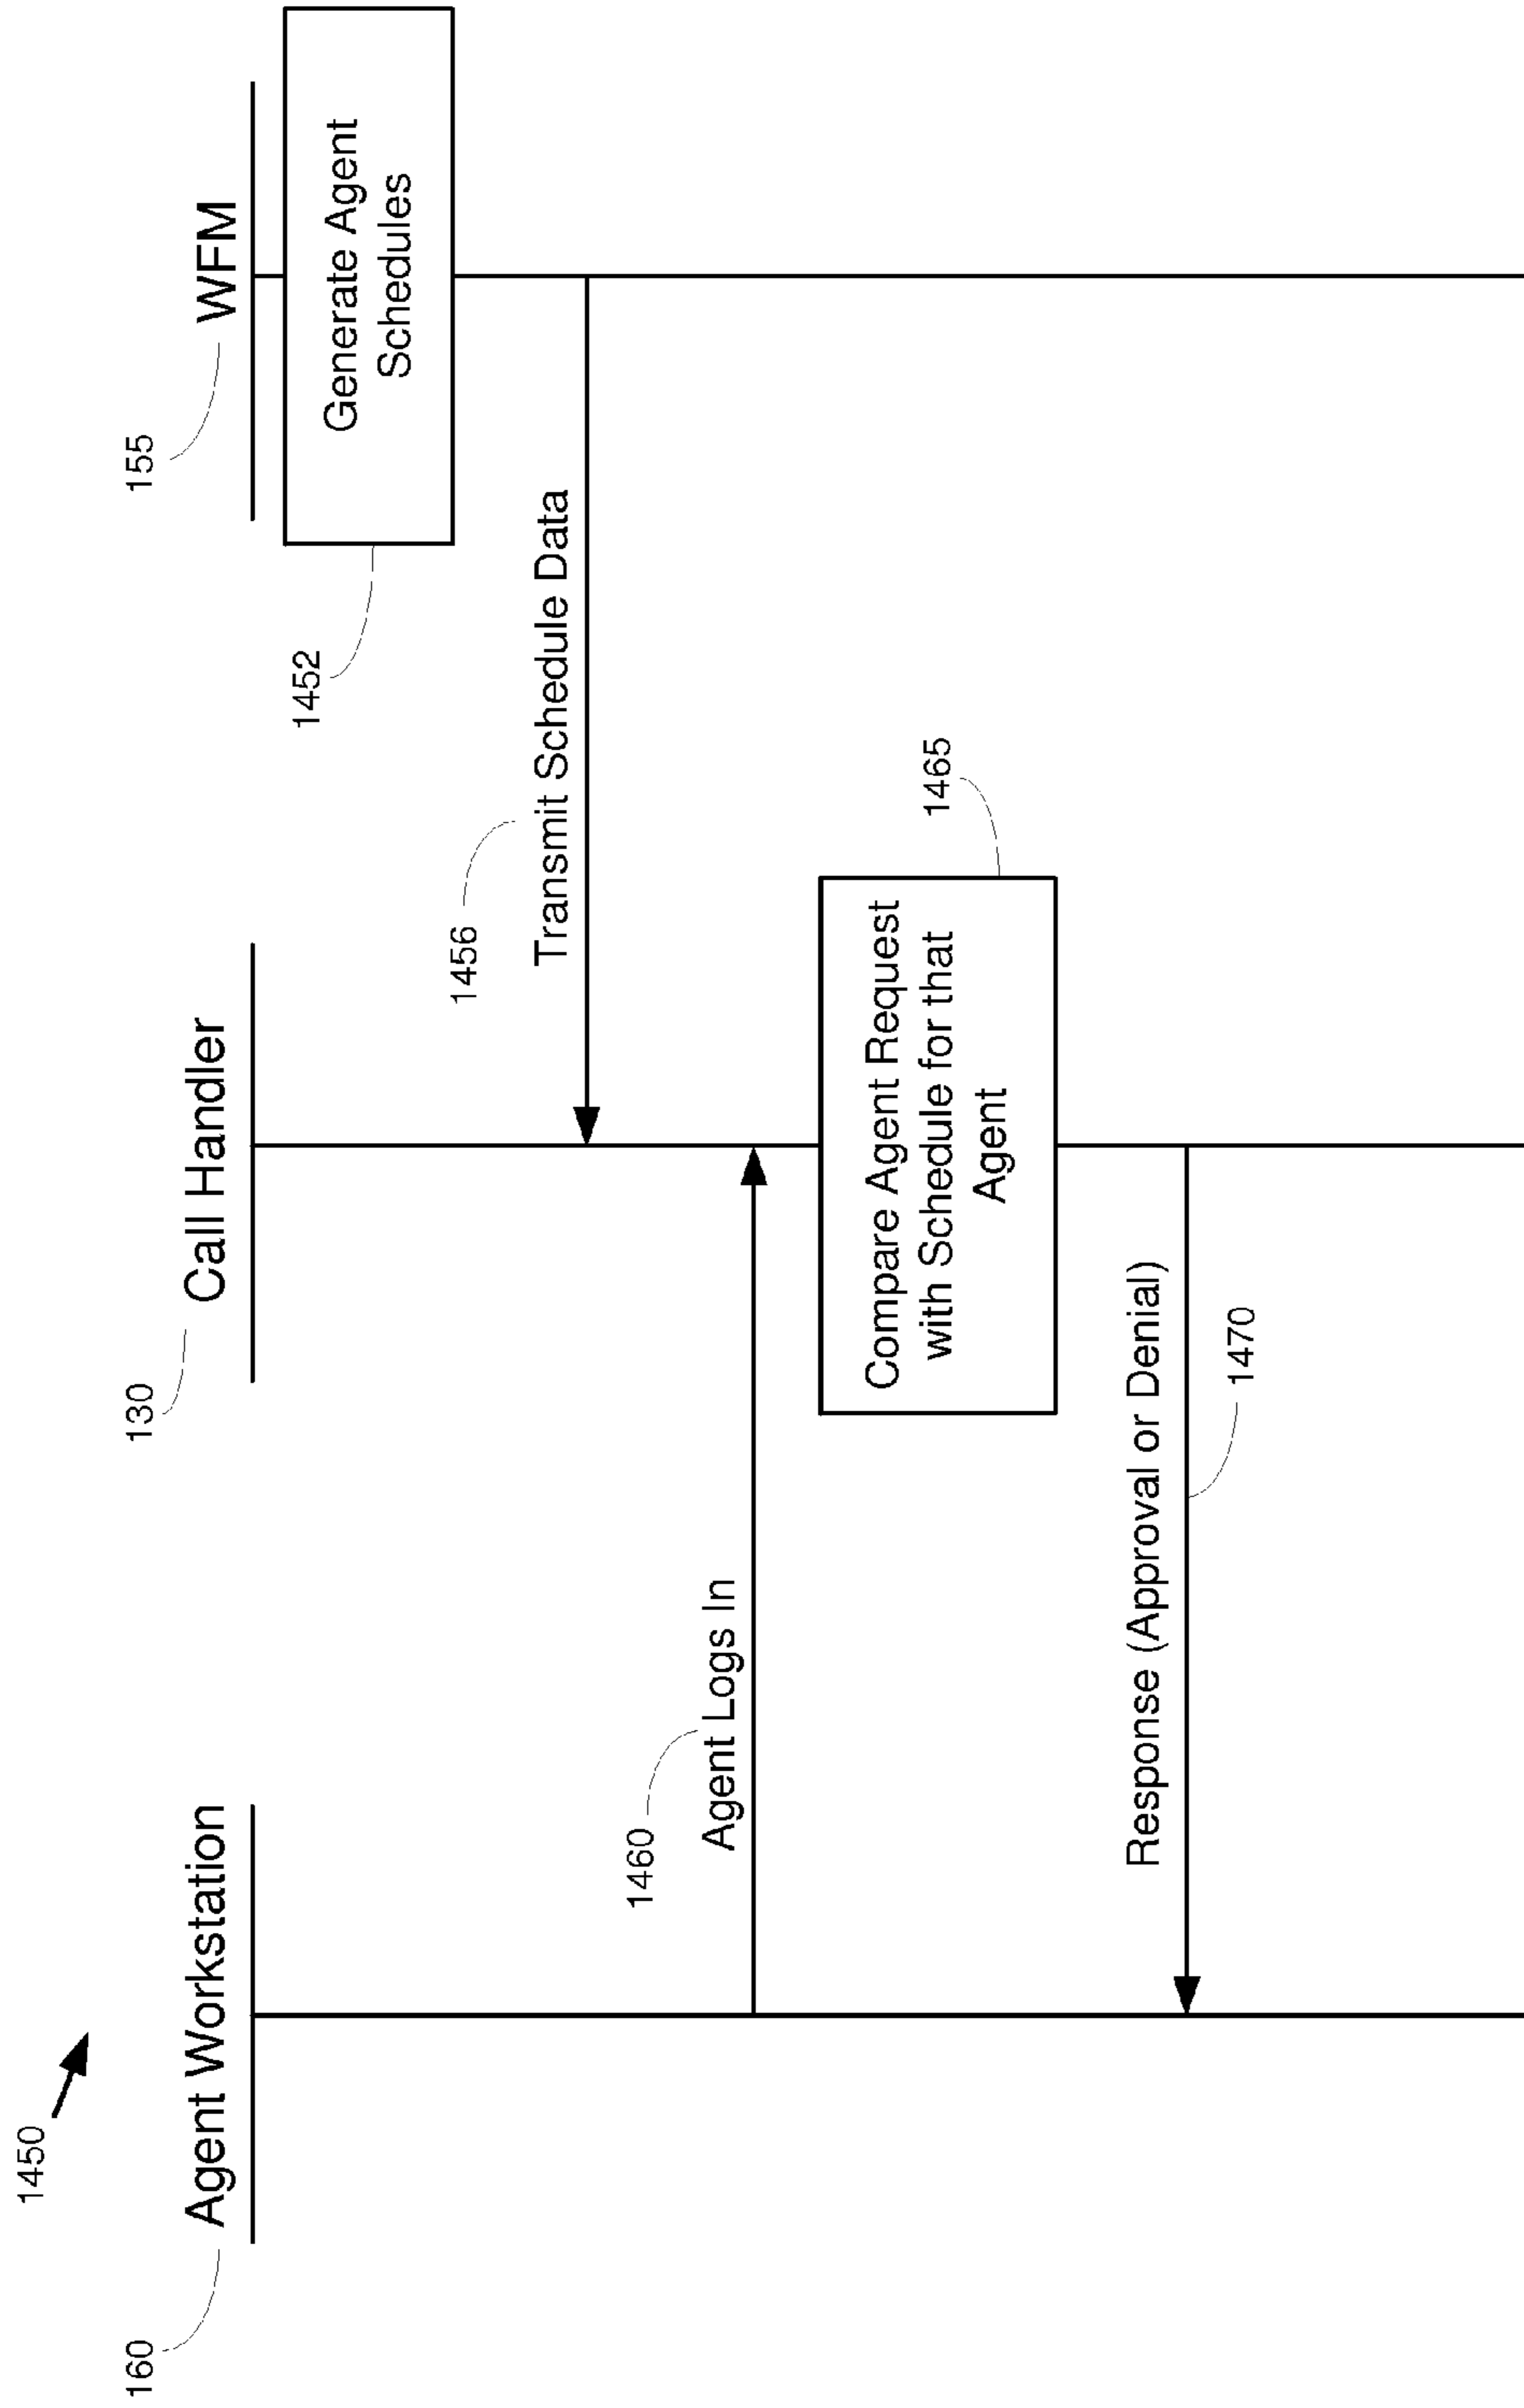 1450
160
Agent Workstation
130
Call Handler
155
WFM
1452
Generate Agent
Schedules
1456
Transmit Schedule Data
1460
Agent Logs In
Compare Agent Request
with Schedule for that
Agent
1465
Response (Approval or Denial)
1470